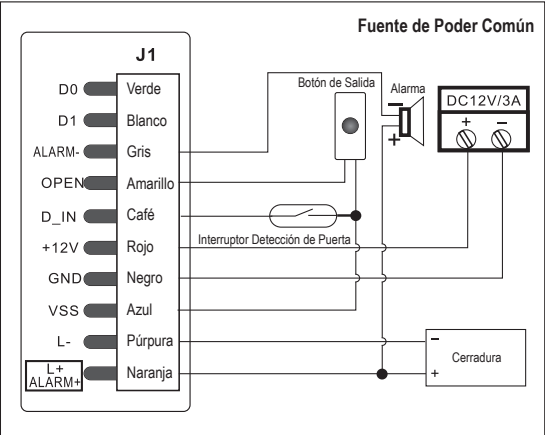 Fuente de Poder Común
J1
Botón de Salida
Alarma
D0 Verde
DC12V/3A
D1 Blanco
+ −
− +
ALARM- Gris
OPEN Amarillo
D_IN Café
Interruptor Detección de Puerta
+12V Rojo
GND Negro
VSS Azul
L- Púrpura
−
Cerradura
L+
ALARM+
Naranja
+